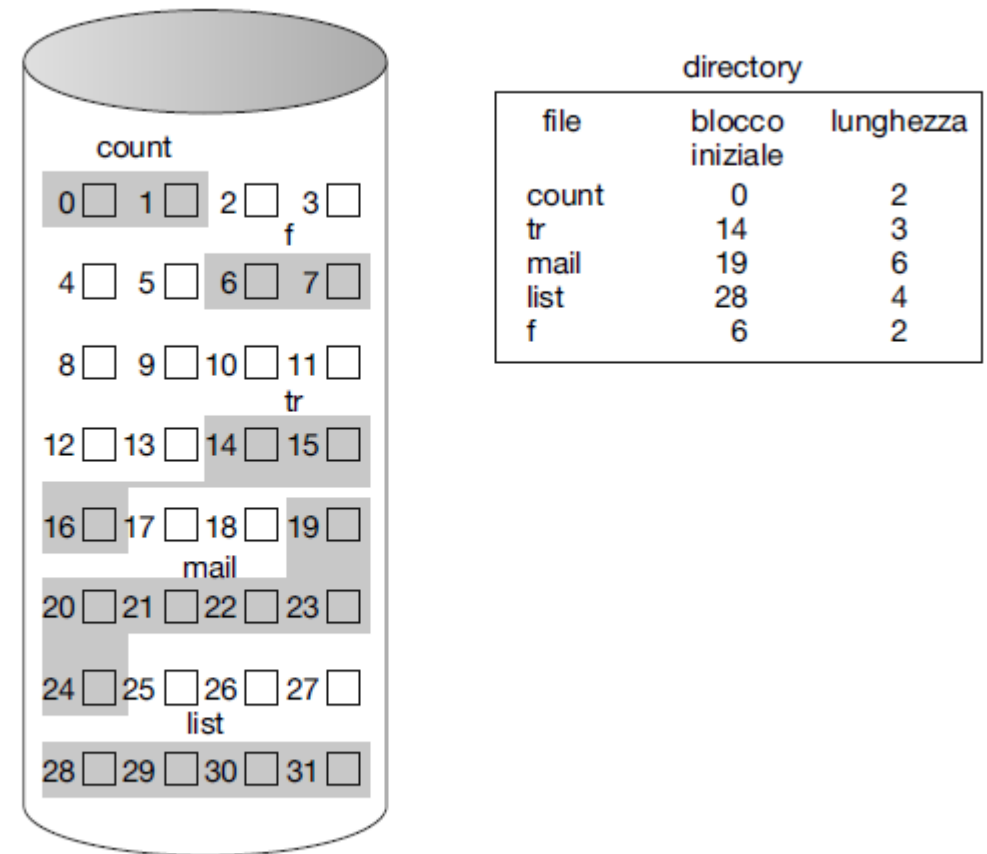 count
0 1 2 3
f
4 5 6 7
8 9 10 11
tr
12 13 14 15
16 17 18 19
mail
20 21 22 23
24 25 26 27
list
28 29 30 31
directory
file blocco iniziale lunghezza
count 0 2
tr 14 3
mail 19 6
list 28 4
f 6 2